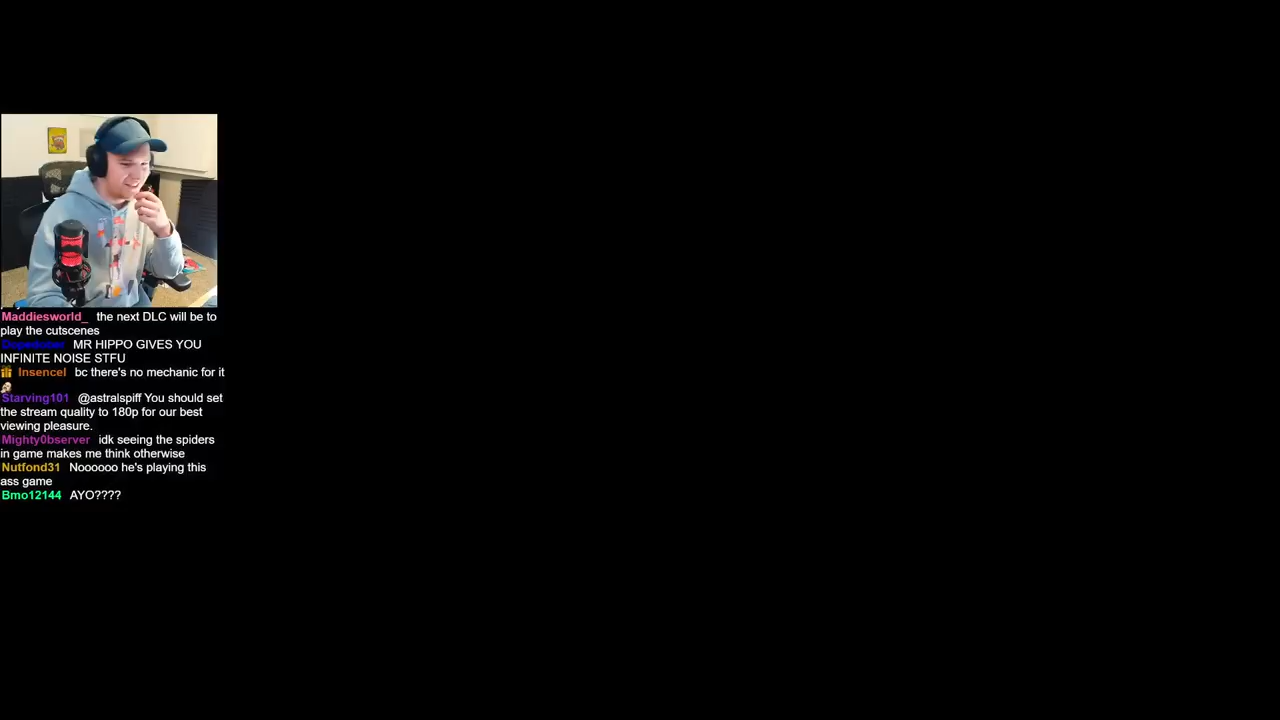 Maddiesworld_ the next DLC will be to
play the cutscenes
MR HIPPO GIVES YOU
INFINITE NOISE STFU
Insencel bc there's no mechanic for it
Starving101 @astralspiff You should set
the stream quality to 180p for our best
viewing pleasure.
Mighty0bserver idk seeing the spiders
in game makes me think otherwise
Nutfond31 Noooooo he's playing this
ass game
Bmo12144 AYO????